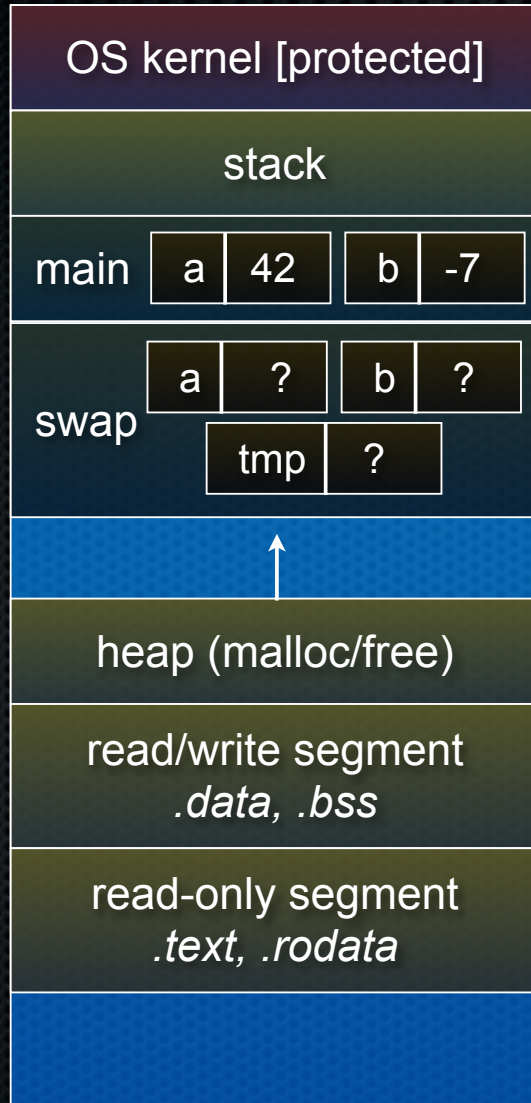 OS kernel [protected]
stack
main a 42 b -7
a ? b ?
swap
tmp ?
heap (malloc/free)
read/write segment
.data, .bss
read-only segment
.text, .rodata